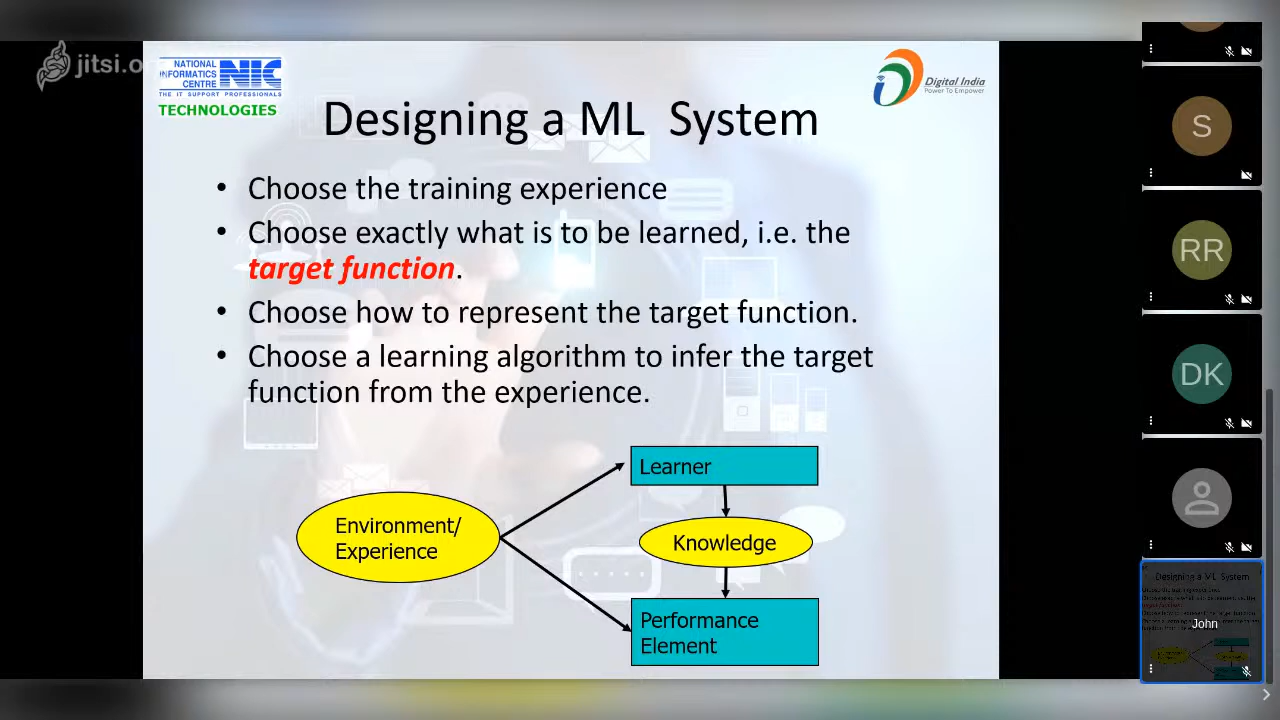 jitsi.o
NATIONAL
INFORMATICS
CENTRE
NIC
THE IT SUPPORT PROFESSIONALS
TECHNOLOGIES
Digital India
Power To Empower
Designing a ML System
• Choose the training experience
• Choose exactly what is to be learned, i.e. the
target function.
• Choose how to represent the target function.
• Choose a learning algorithm to infer the target
function from the experience.
Environment/
Experience
Learner
Knowledge
Performance
Element
S
RR
DK
Designing a ML System
John